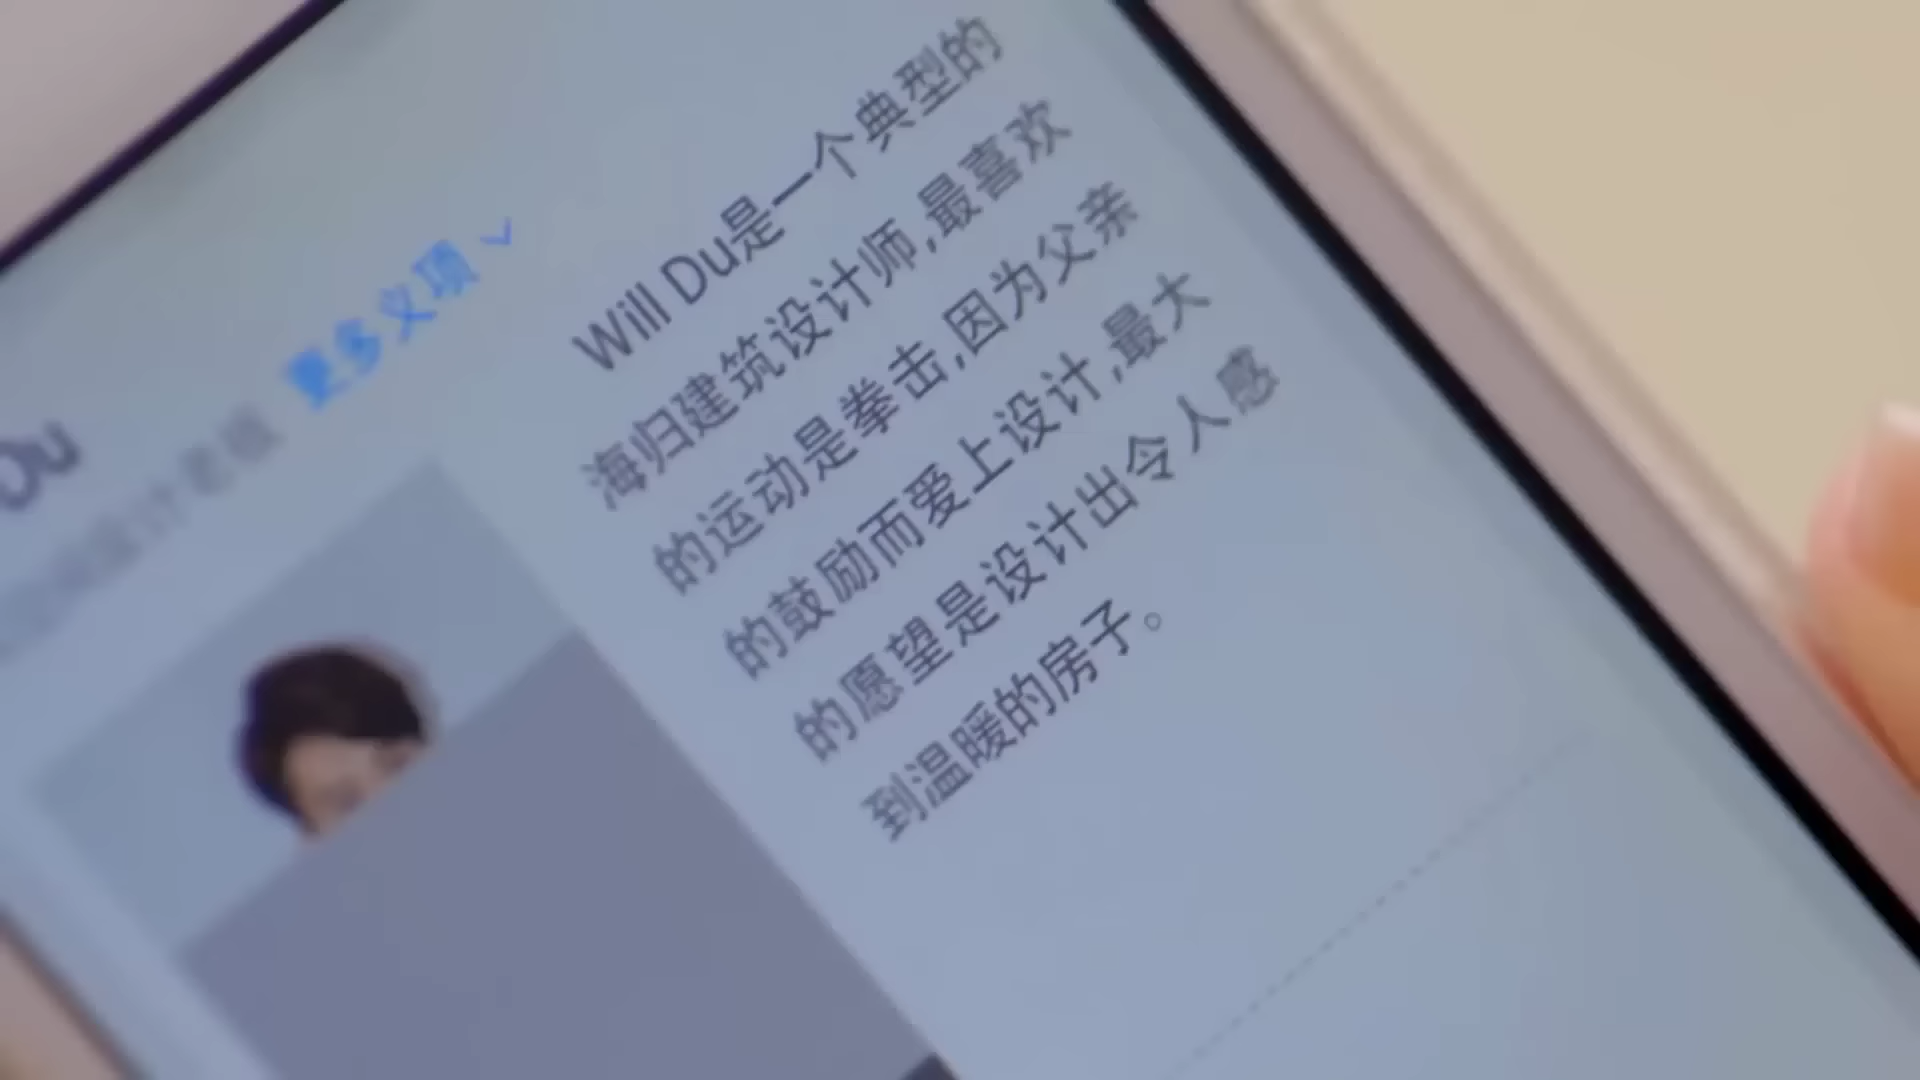 Du
更多义项
Will Du是一个典型的
海归建筑设计师,最喜欢
的运动是拳击,因为父亲
的鼓励而爱上设计,最大
的愿望是设计出令人感
到温暖的房子。